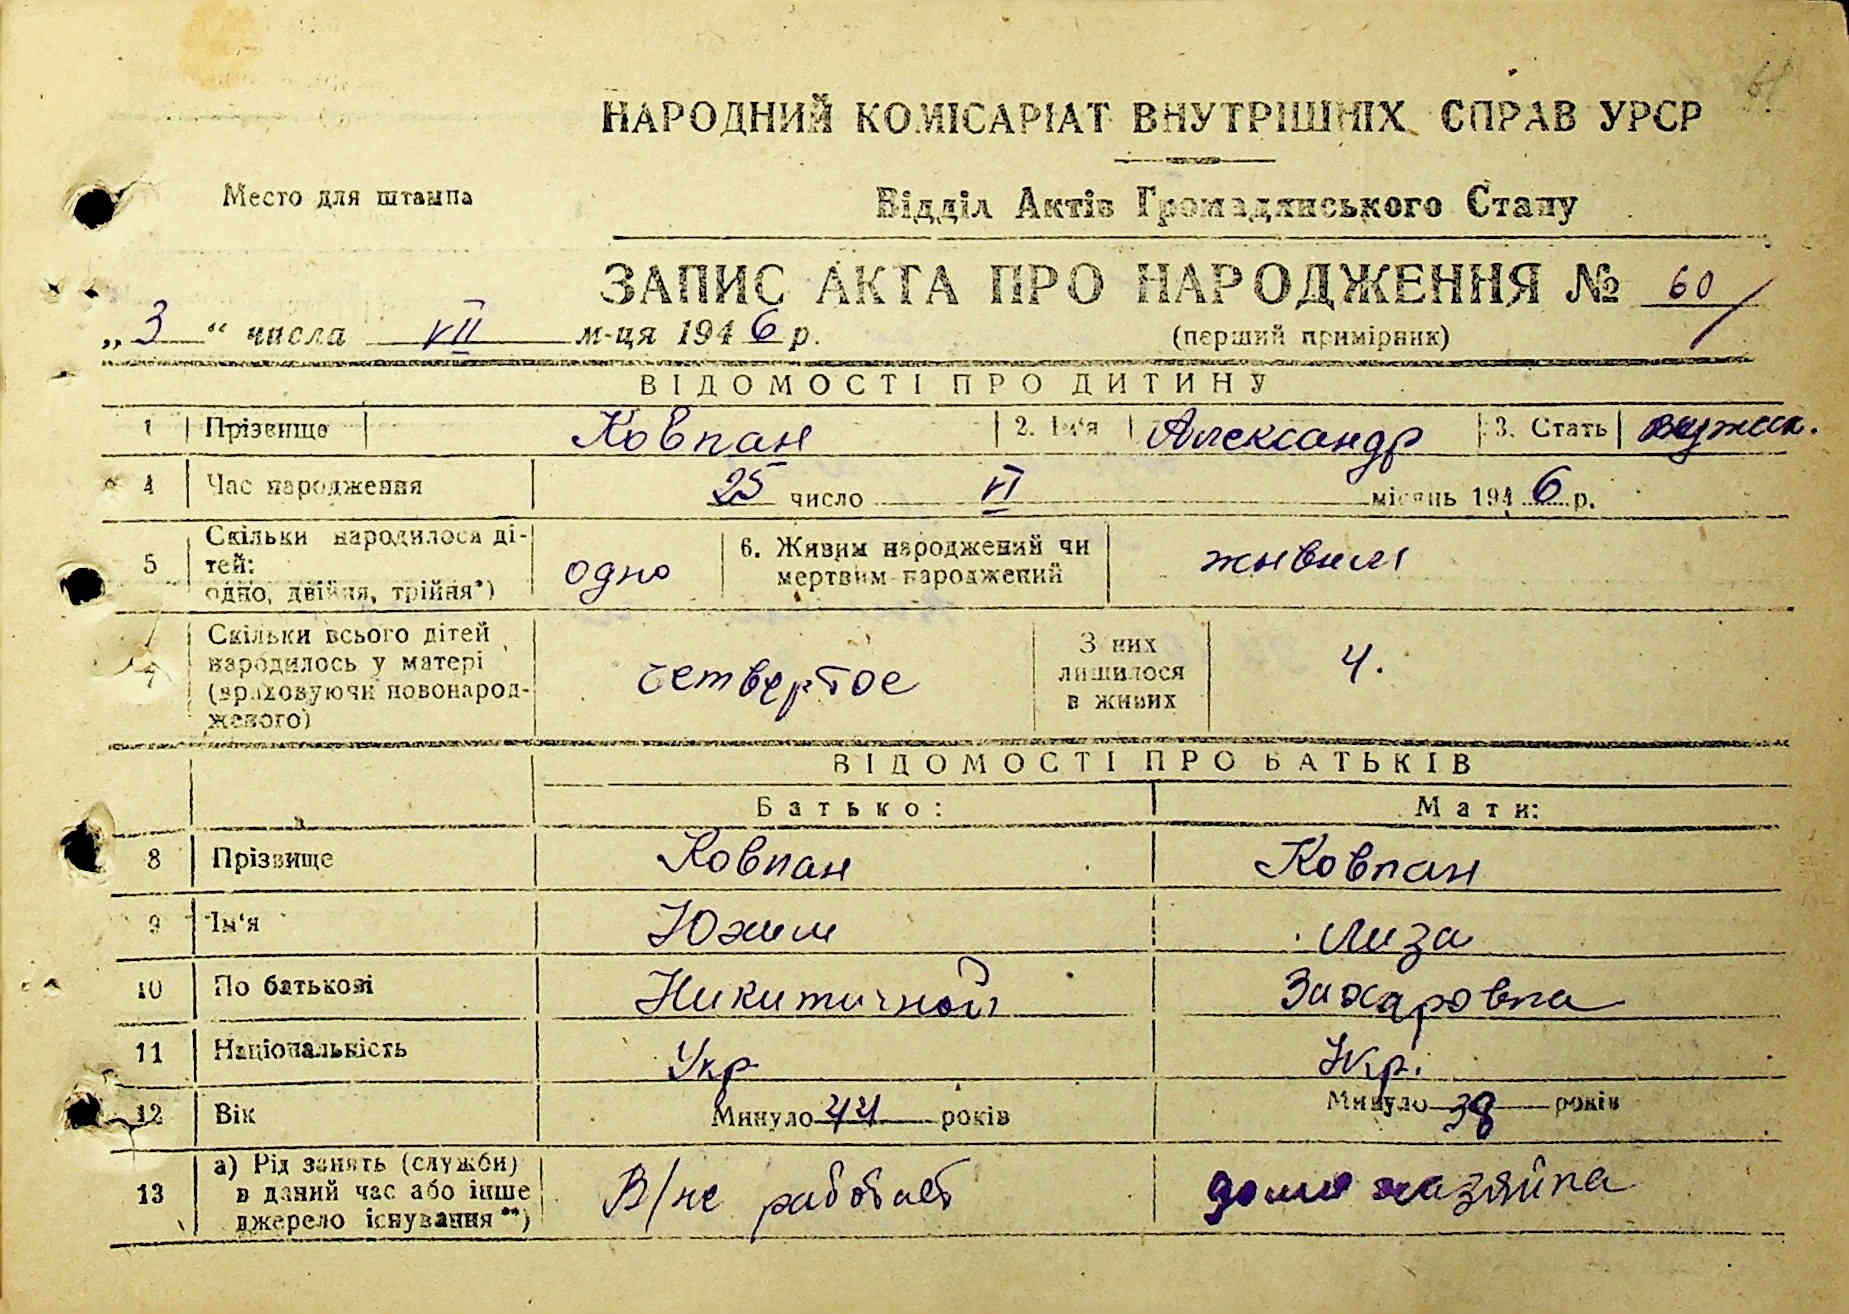 НАРОДНИЙ КОМІСАРІАТ ВНУТРІШНІХ СПРАВ УРСР
Место для штампа
Відділ Актів Громадянського Стану
ЗАПИС АКТА ПРО НАРОДЖЕННЯ № 60
„3“ числа VII м-ця 1946 р.
(перший примірник)
ВІДОМОСТІ ПРО ДИТИНУ
1 Прізвище Ковпан 2. Ім'я Александр 3. Стать мужск.
4 Час народження 25 число VI місяць 1946 р.
5 Скільки народилося ді-
тей:
одно, двійня, трійня*) одно
6. Живим народжений чи
мертвим народжений живим
7 Скільки всього дітей
народилось у матері
(враховуючи новонарод-
женого) четвертое
З них
лишилося
в живих 4.
ВІДОМОСТІ ПРО БАТЬКІВ
Батько: Мати:
8 Прізвище Ковпан Ковпан
9 Ім'я Юхим Лиза
10 По батькові Никитичной Захаровна
11 Національність Укр Укр.
12 Вік Минуло 44 років Минуло 38 років
13 а) Рід занять (служби)
в даний час або інше
джерело існування**) В/не работает домохазяйка